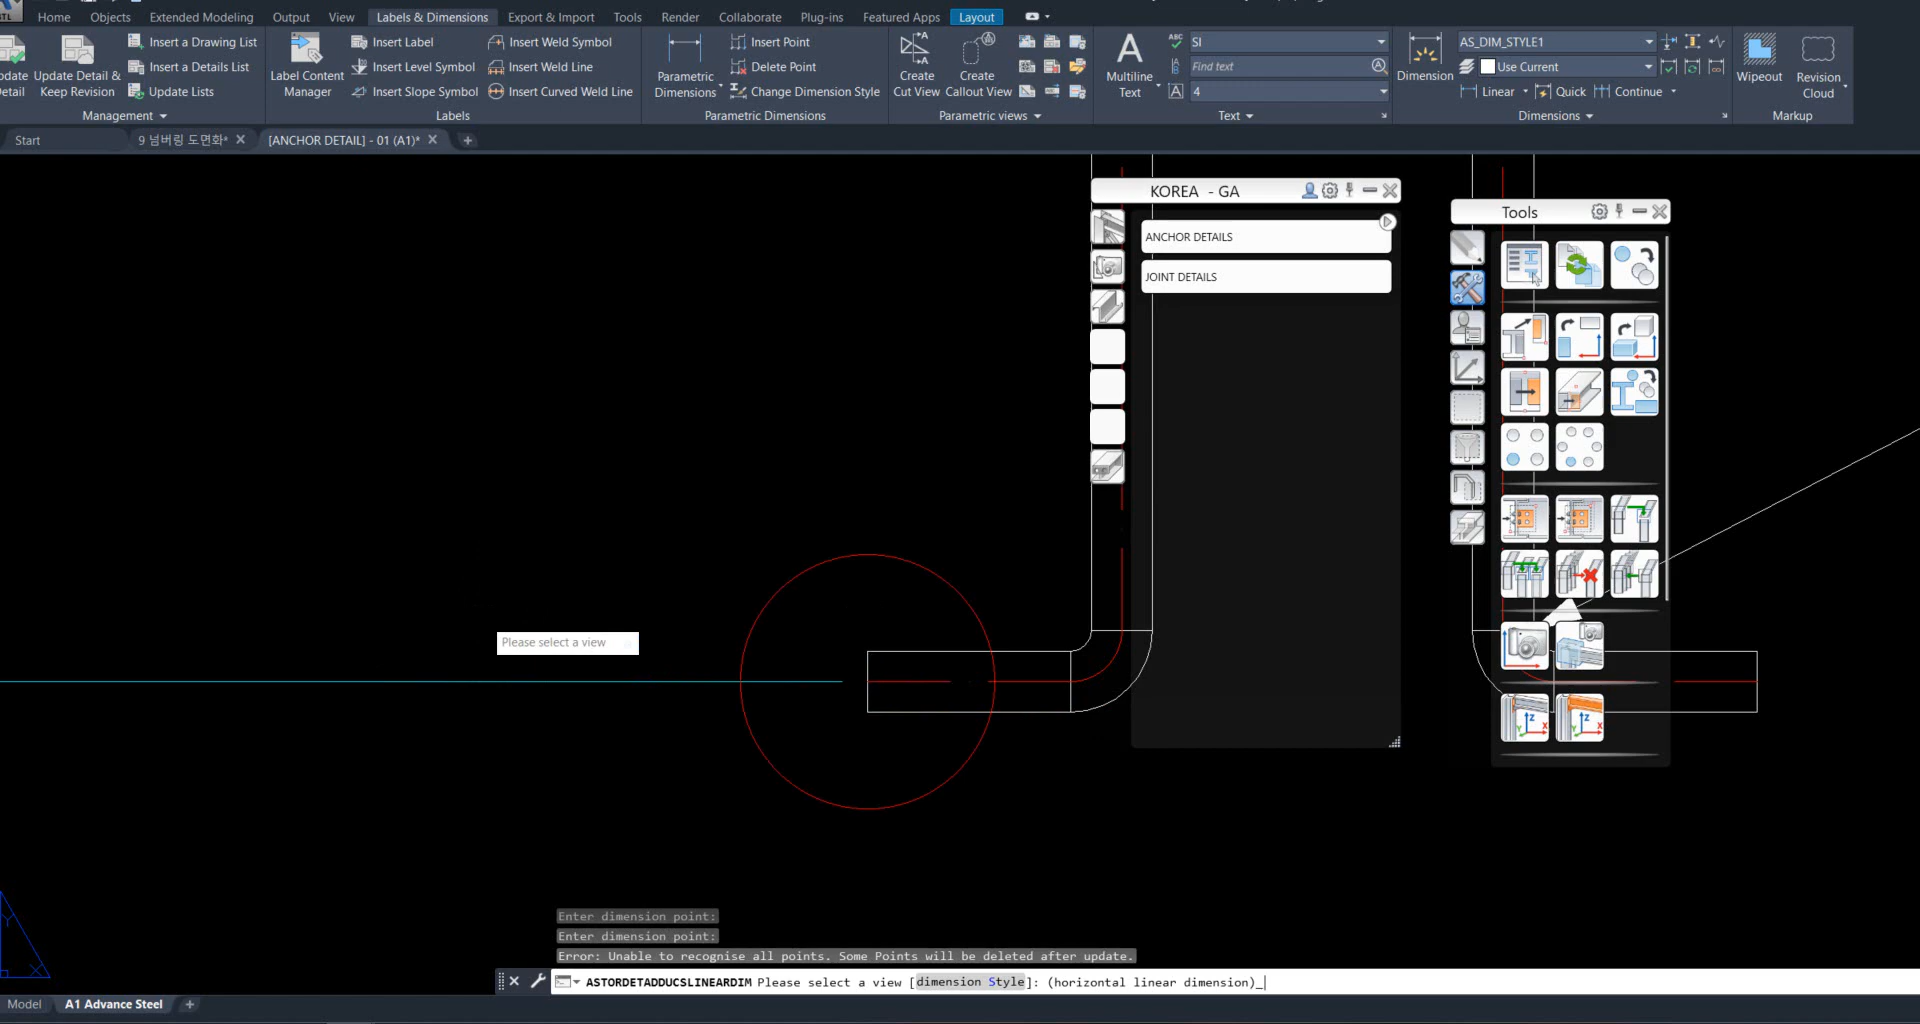 Home Objects Extended Modeling Output View Labels & Dimensions Export & Import Tools Render Collaborate Plug-ins Featured Apps Layout
Update Detail & Keep Revision
Insert a Drawing List
Insert a Details List
Update Lists
Management
Label Content Manager
Insert Label
Insert Level Symbol
Insert Slope Symbol
Insert Weld Symbol
Insert Weld Line
Insert Curved Weld Line
Labels
Parametric Dimensions
Insert Point
Delete Point
Change Dimension Style
Parametric Dimensions
Create Cut View
Create Callout View
Parametric views
Multiline Text
SI
Find text
4
Text
Dimension
AS_DIM_STYLE1
Use Current
Linear Quick Continue
Dimensions
Wipeout
Revision Cloud
Markup
Start
9 넘버링 도면화*
[ANCHOR DETAIL] - 01 (A1)*
KOREA - GA
ANCHOR DETAILS
JOINT DETAILS
Tools
Please select a view
Enter dimension point:
Enter dimension point:
Error: Unable to recognise all points. Some Points will be deleted after update.
ASTORDETADDUCSLINEARDIM Please select a view [dimension Style]: (horizontal linear dimension)_
Model A1 Advance Steel